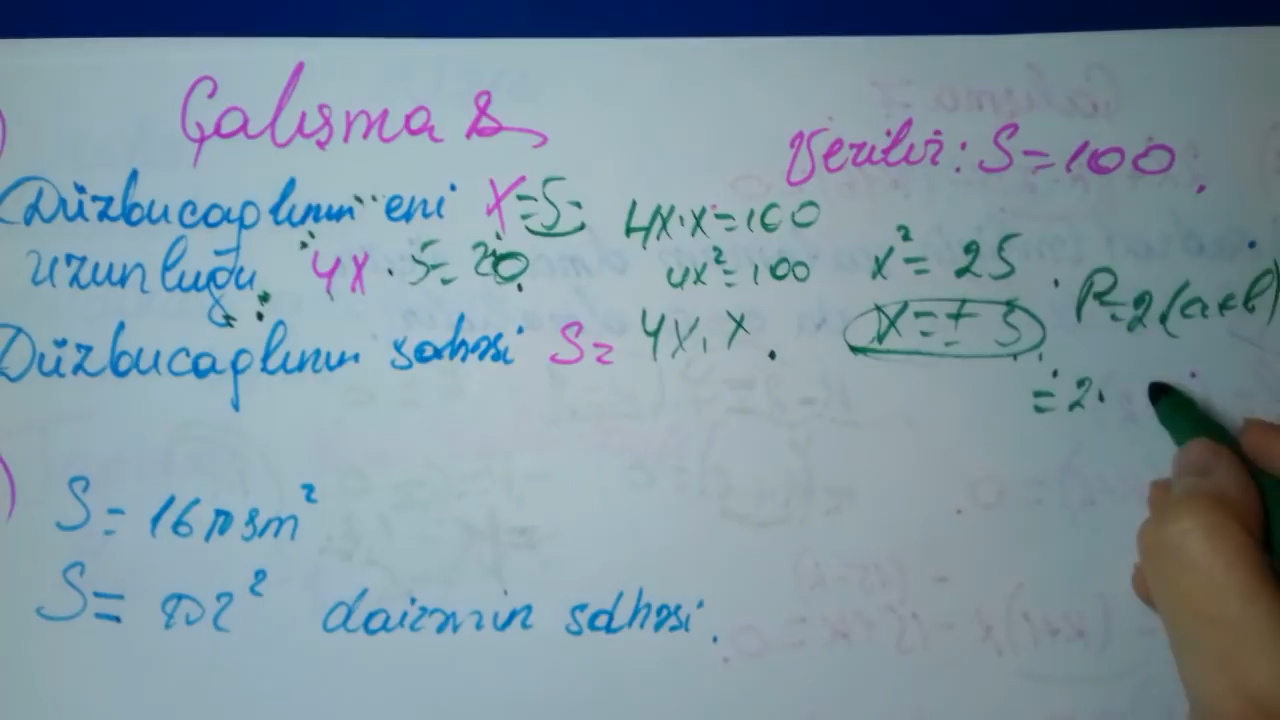 Çalışma 8
Verilir: S=100.
Düzbucaqlının eni X=5
4x·x=100
uzunluğu 4x·5=20
4x²=100
x²=25
P=2(a+b)
Düzbucaqlının sahəsi S=4x·x.
x=±5
=2·
)
S=16πsm²
S=πr² dairənin sahəsi.